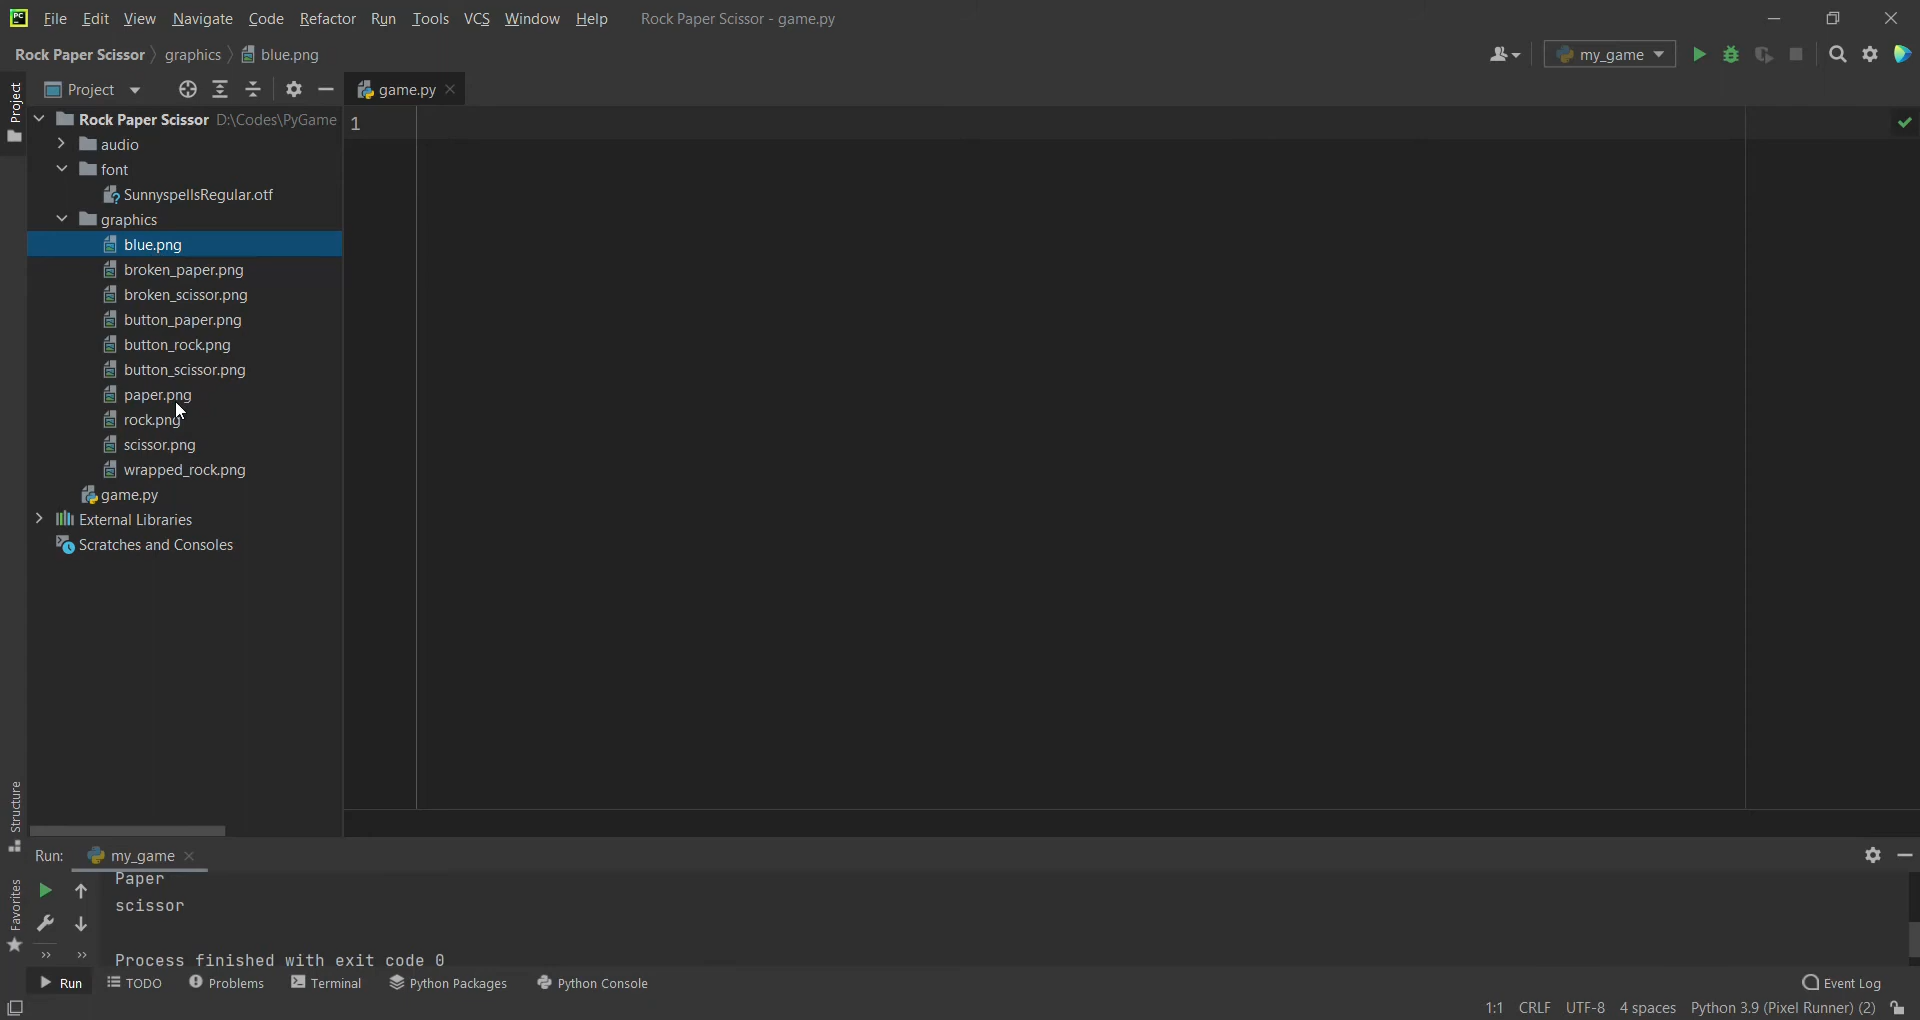 PC File Edit View Navigate Code Refactor Run Tools VCS Window Help Rock Paper Scissor - game.py
Rock Paper Scissor graphics blue.png my_game
Project Project game.py
Rock Paper Scissor D:\Codes\PyGame 1
audio
font
SunnyspellsRegular.otf
graphics
blue.png
broken_paper.png
broken_scissor.png
button_paper.png
button_rock.png
button_scissor.png
paper.png
rock.png
scissor.png
wrapped_rock.png
game.py
External Libraries
Scratches and Consoles
Structure
Favorites
Run: my_game
Paper
scissor
Process finished with exit code 0
Run TODO Problems Terminal Python Packages Python Console Event Log
1:1 CRLF UTF-8 4 spaces Python 3.9 (Pixel Runner) (2)